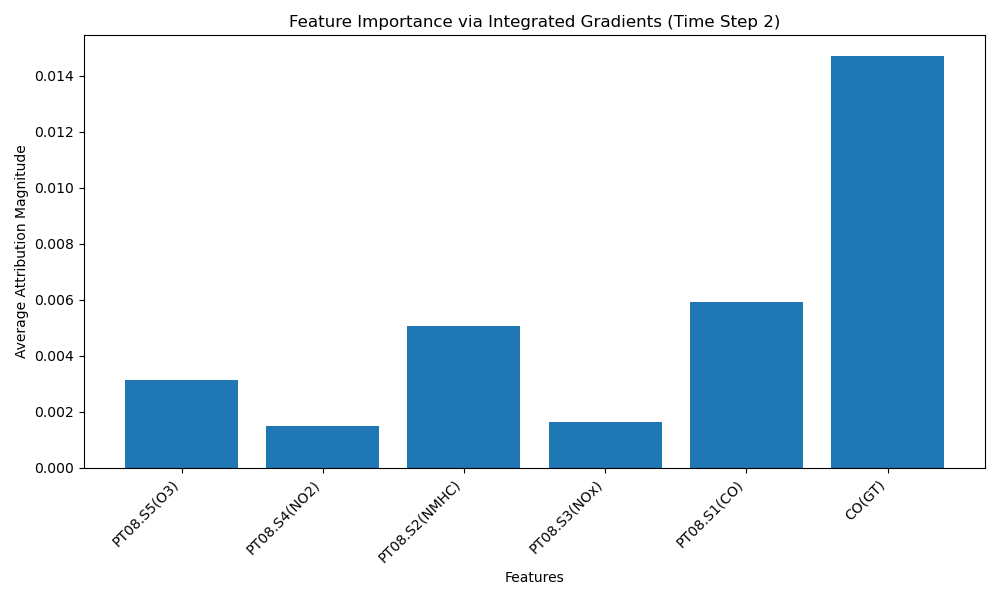 Feature Importance via Integrated Gradients (Time Step 2)
Average Attribution Magnitude
0.014
0.012
0.010
0.008
0.006
0.004
0.002
0.000
PT08.S5(O3)
PT08.S4(NO2)
PT08.S2(NMHC)
PT08.S3(NOx)
PT08.S1(CO)
CO(GT)
Features